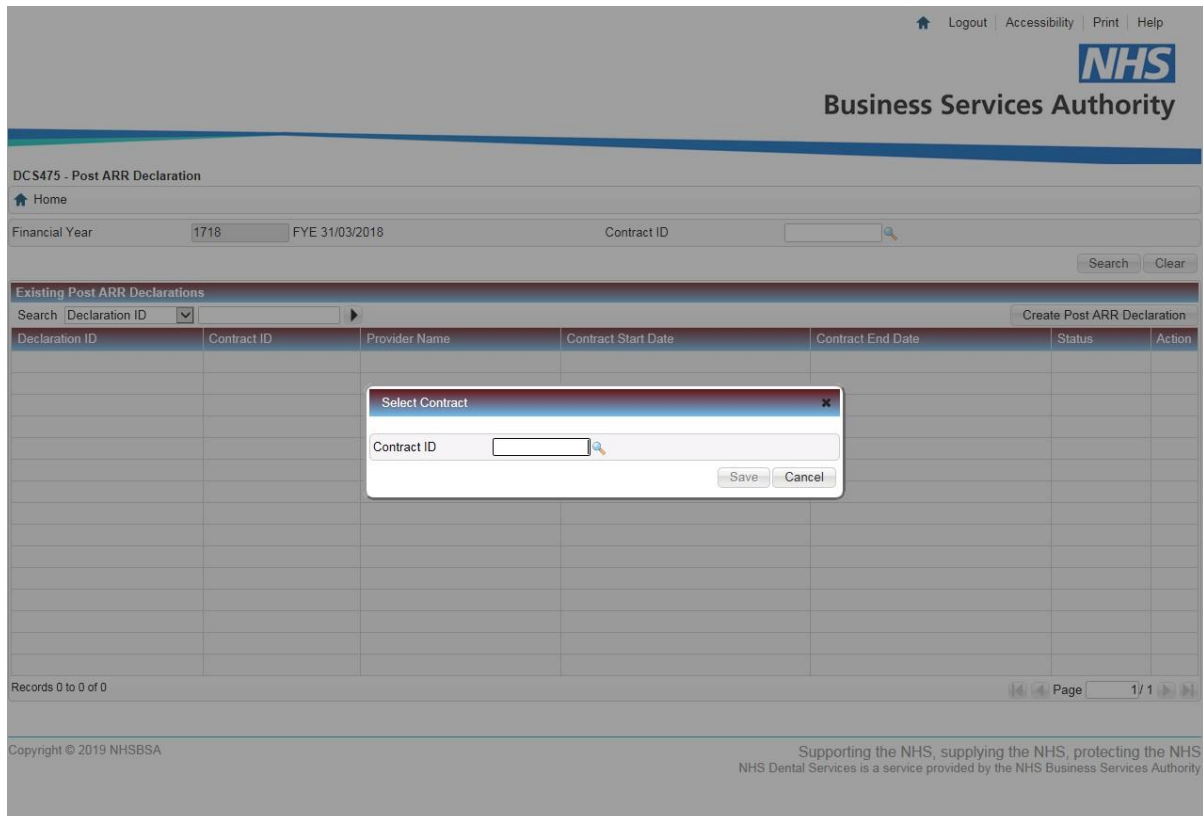 Logout Accessibility Print Help
NHS
Business Services Authority
DCS475 - Post ARR Declaration
Home
Financial Year 1718 FYE 31/03/2018 Contract ID
Search Clear
Existing Post ARR Declarations
Search Declaration ID Create Post ARR Declaration
Declaration ID Contract ID Provider Name Contract Start Date Contract End Date Status Action
Select Contract
Contract ID
Save Cancel
Records 0 to 0 of 0 Page 1/ 1
Copyright © 2019 NHSBSA Supporting the NHS, supplying the NHS, protecting the NHS
NHS Dental Services is a service provided by the NHS Business Services Authority